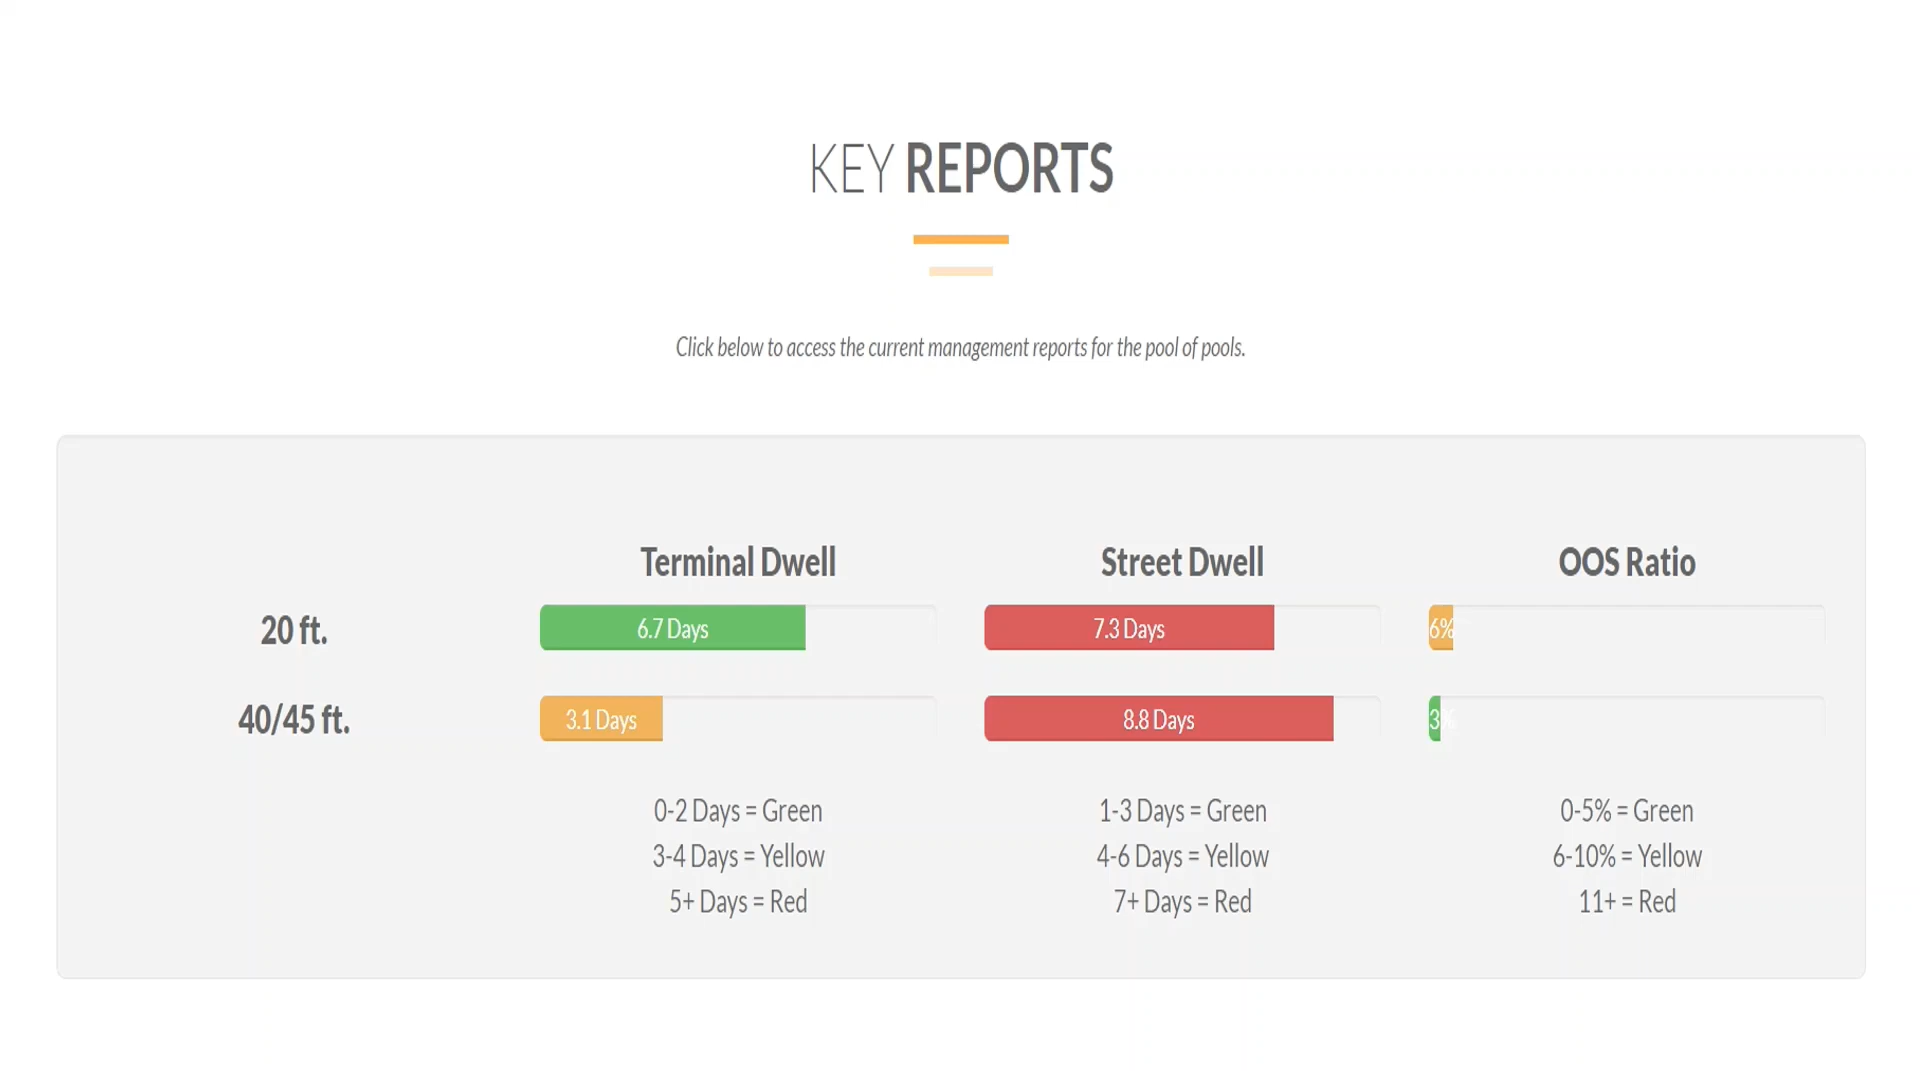 KEY REPORTS
Click below to access the current management reports for the pool of pools.
Terminal Dwell Street Dwell OOS Ratio
20 ft. 6.7 Days 7.3 Days 6%
40/45 ft. 3.1 Days 8.8 Days 3%
0-2 Days = Green 1-3 Days = Green 0-5% = Green
3-4 Days = Yellow 4-6 Days = Yellow 6-10% = Yellow
5+ Days = Red 7+ Days = Red 11+ = Red